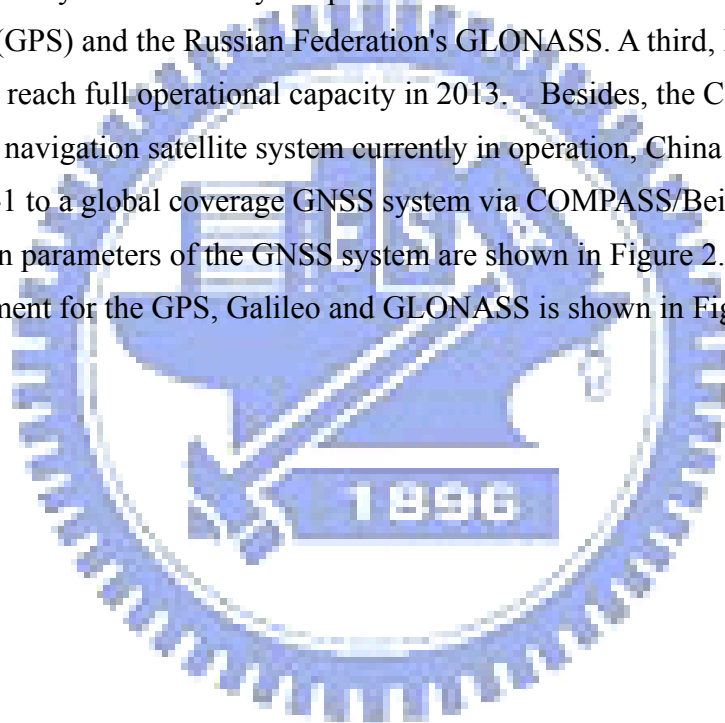 (GPS) and the Russian Federation's GLONASS. A third,
reach full operational capacity in 2013. Besides, the C
navigation satellite system currently in operation, China
1 to a global coverage GNSS system via COMPASS/Bei
n parameters of the GNSS system are shown in Figure 2.
ment for the GPS, Galileo and GLONASS is shown in Fig
1896